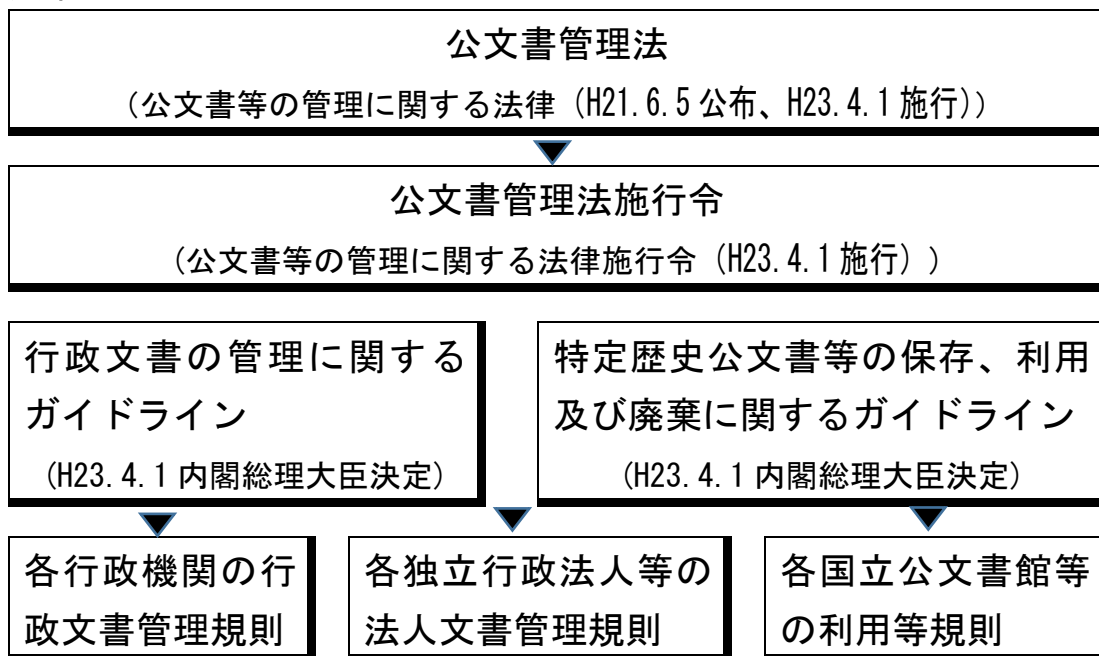 公文書管理法
（公文書等の管理に関する法律（H21.6.5公布、H23.4.1施行））
公文書管理法施行令
（公文書等の管理に関する法律施行令（H23.4.1施行））
行政文書の管理に関する
ガイドライン
（H23.4.1内閣総理大臣決定）
特定歴史公文書等の保存、利用
及び廃棄に関するガイドライン
（H23.4.1内閣総理大臣決定）
各行政機関の行
政文書管理規則
各独立行政法人等の
法人文書管理規則
各国立公文書館等
の利用等規則